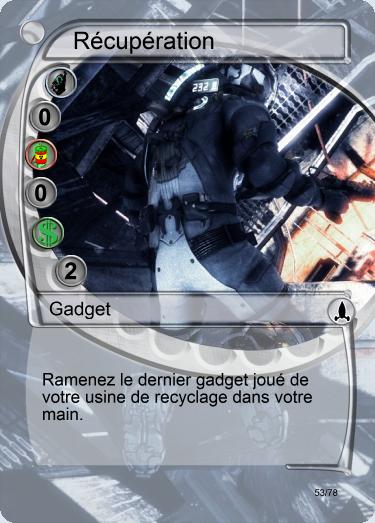 Récupération
232
0
0
$
2
Gadget
Ramenez le dernier gadget joué de
votre usine de recyclage dans votre
main.
53/78